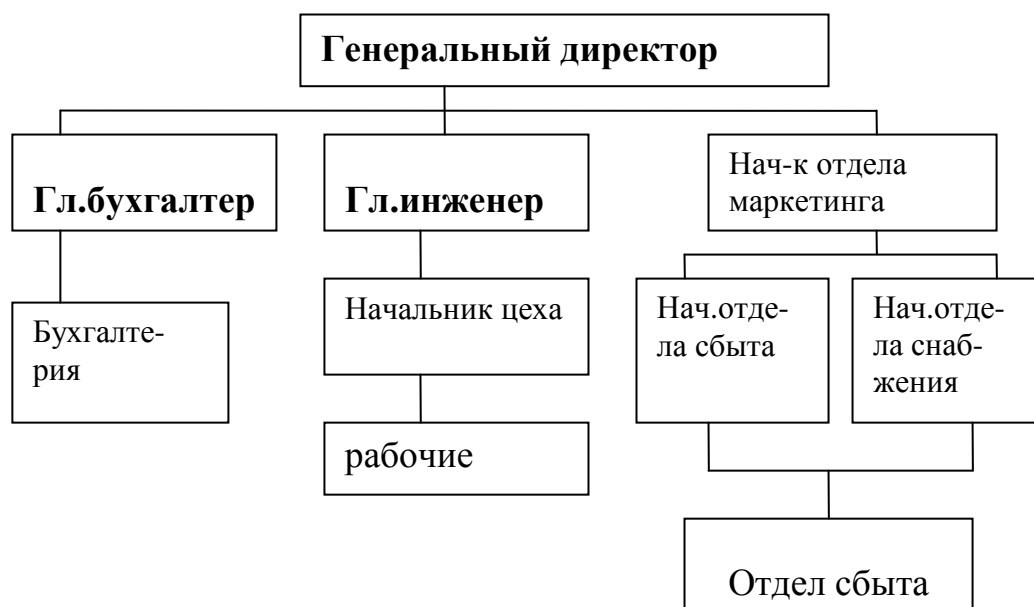 Генеральный директор
Гл.бухгалтер
Гл.инженер
Нач-к отдела
маркетинга
Бухгалте-
рия
Начальник цеха
Нач.отде-
ла сбыта
Нач.отде-
ла снаб-
жения
рабочие
Отдел сбыта